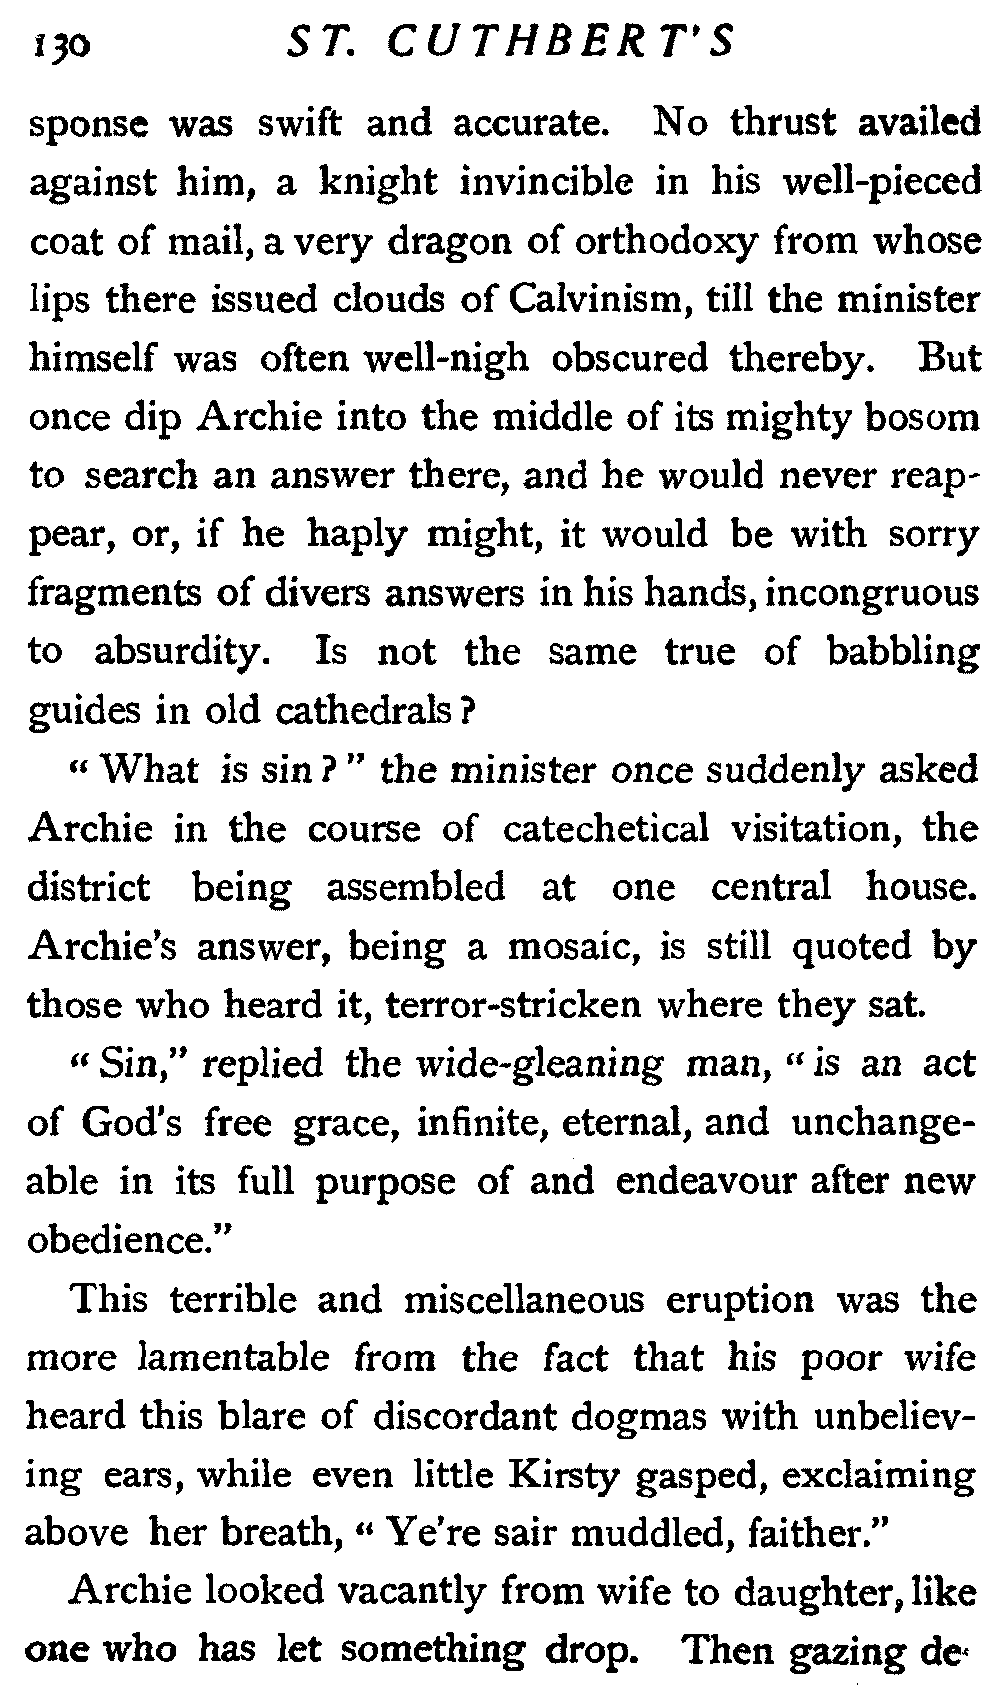 130 ST. CUTHBERT'S
sponse was swift and accurate. No thrust availed
against him, a knight invincible in his well-pieced
coat of mail, a very dragon of orthodoxy from whose
lips there issued clouds of Calvinism, till the minister
himself was often well-nigh obscured thereby. But
once dip Archie into the middle of its mighty bosom
to search an answer there, and he would never reap-
pear, or, if he haply might, it would be with sorry
fragments of divers answers in his hands, incongruous
to absurdity. Is not the same true of babbling
guides in old cathedrals?
“What is sin?” the minister once suddenly asked
Archie in the course of catechetical visitation, the
district being assembled at one central house.
Archie's answer, being a mosaic, is still quoted by
those who heard it, terror-stricken where they sat.
“Sin,” replied the wide-gleaning man, “is an act
of God's free grace, infinite, eternal, and unchange-
able in its full purpose of and endeavour after new
obedience.”
This terrible and miscellaneous eruption was the
more lamentable from the fact that his poor wife
heard this blare of discordant dogmas with unbeliev-
ing ears, while even little Kirsty gasped, exclaiming
above her breath, “Ye're sair muddled, faither.”
Archie looked vacantly from wife to daughter, like
one who has let something drop. Then gazing de-